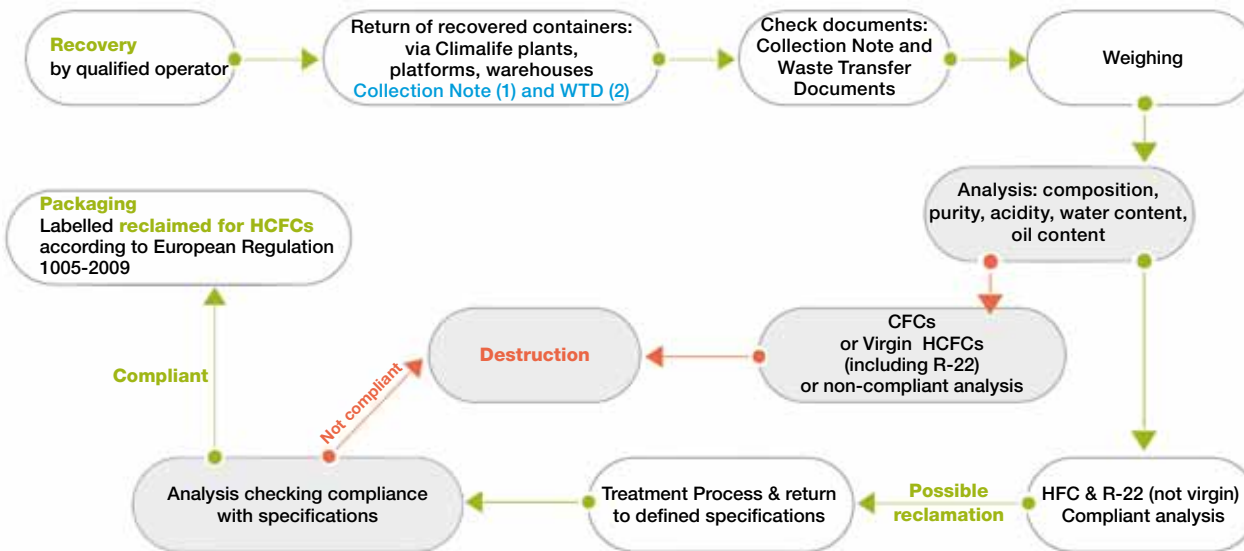 Recovery
by qualified operator
Return of recovered containers:
via Climalife plants,
platforms, warehouses
Collection Note (1) and WTD (2)
Check documents:
Collection Note and
Waste Transfer
Documents
Weighing
Analysis: composition,
purity, acidity, water content,
oil content
Packaging
Labelled reclaimed for HCFCs
according to European Regulation
1005-2009
CFCs
or Virgin HCFCs
(including R-22)
or non-compliant analysis
Destruction
Compliant
Not compliant
Analysis checking compliance
with specifications
Treatment Process & return
to defined specifications
Possible
reclamation
HFC & R-22 (not virgin)
Compliant analysis